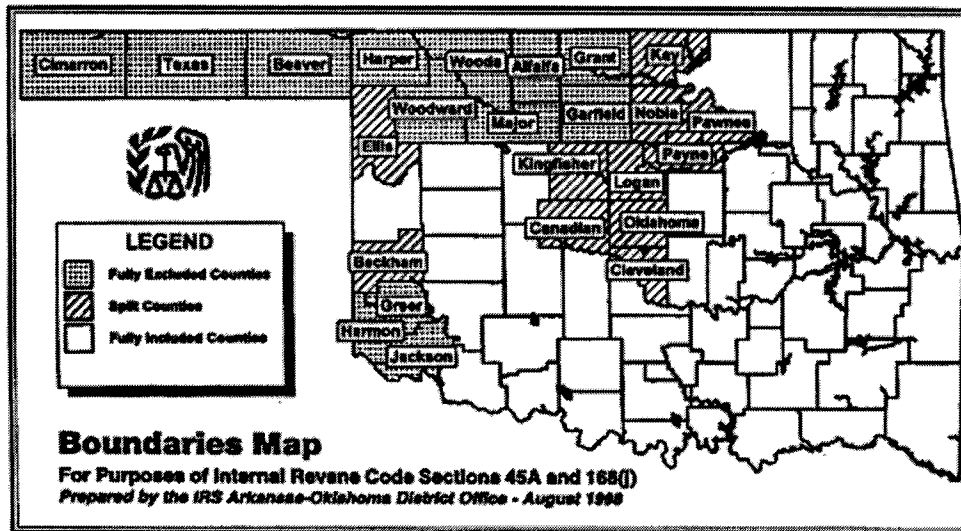 Cimarron Texas Beaver Harper Woods Alfalfa Grant Kay
Woodward Major Garfield Noble Pawnee
Ellis Kingfisher Payne
Logan
Canadian Oklahoma
Beckham Cleveland
Greer
Harmon
Jackson
LEGEND
Fully Excluded Counties
Split Counties
Fully Included Counties
Boundaries Map
For Purposes of Internal Revene Code Sections 45A and 168(j)
Prepared by the IRS Arkansas-Oklahoma District Office - August 1998